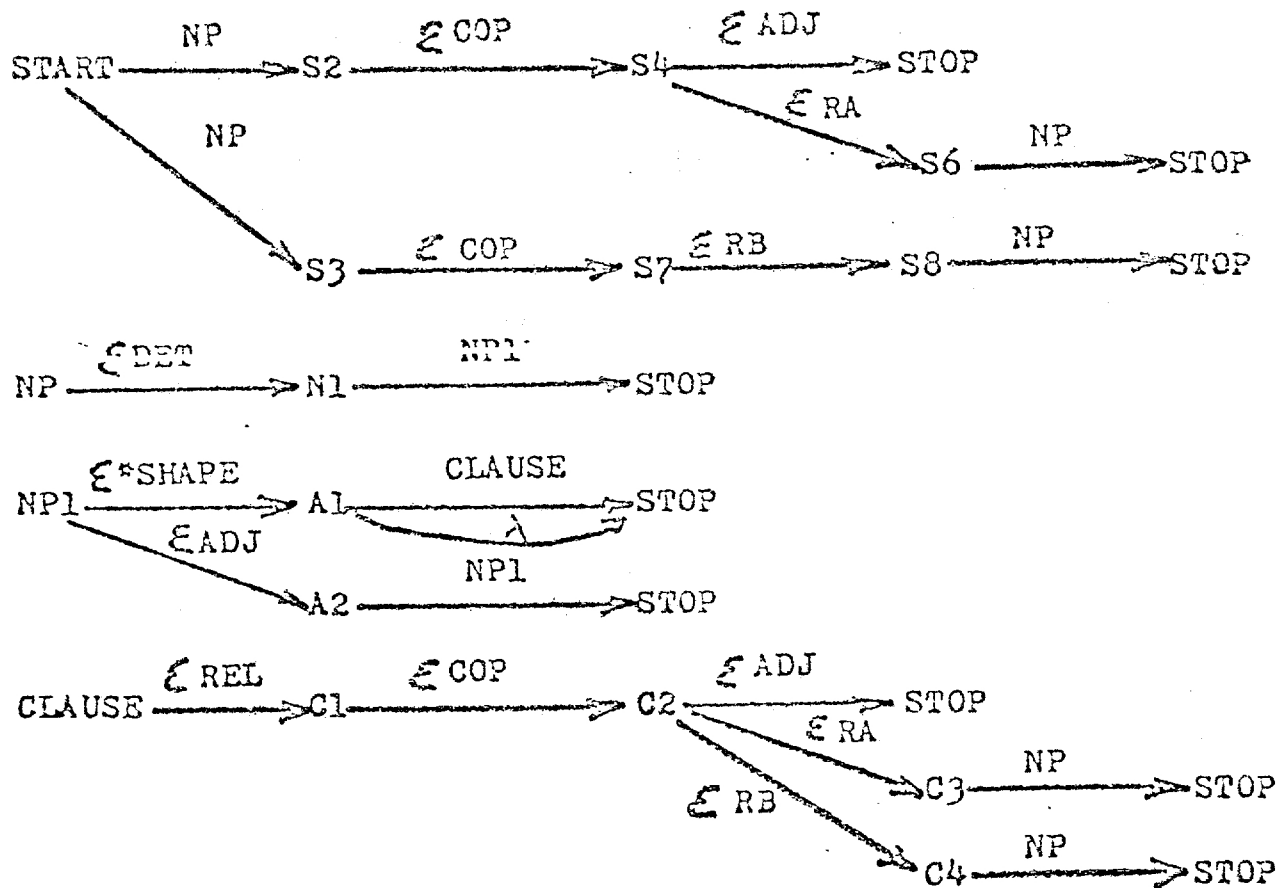 NP ε COP ε ADJ
START S2 S4 STOP
NP ε RA NP
S6 STOP
ε COP ε RB NP
S3 S7 S8 STOP
ε DET NP1
NP N1 STOP
ε*SHAPE CLAUSE
NP1 A1 STOP
ε ADJ λ
NP1
A2 STOP
ε REL ε COP ε ADJ
CLAUSE C1 C2 STOP
ε RA NP
C3 STOP
ε RB NP
C4 STOP